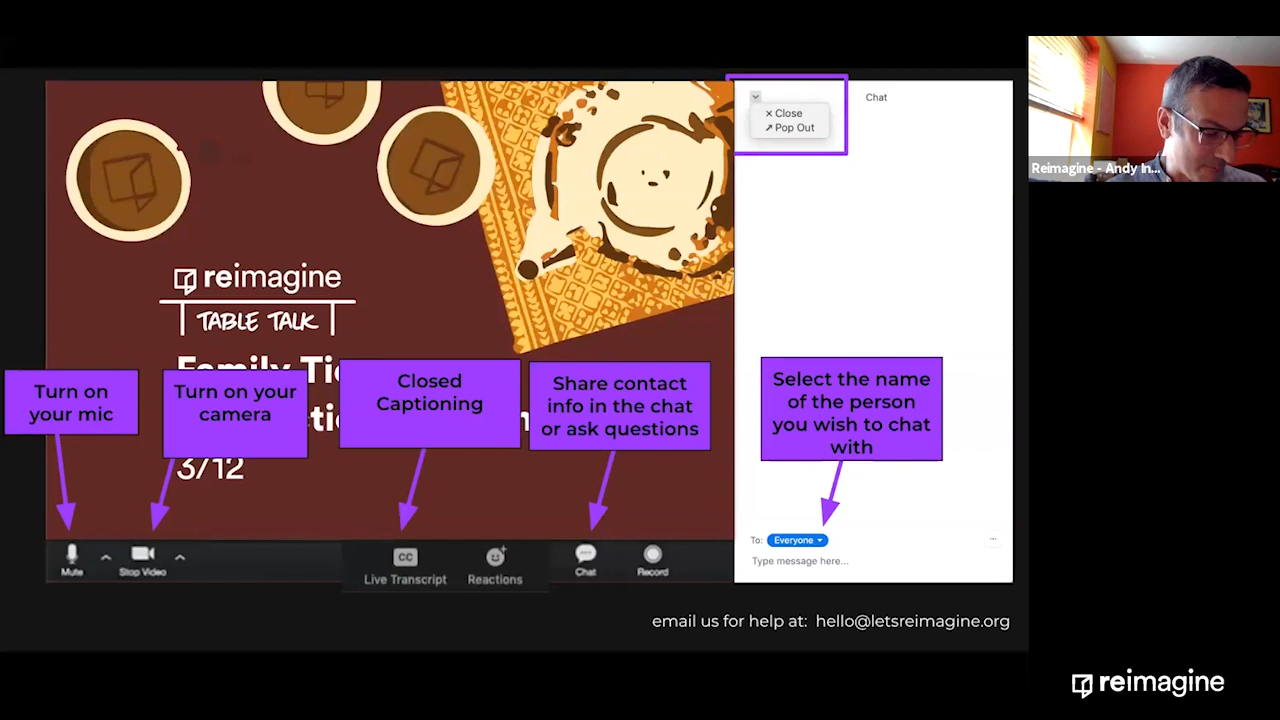 Chat
× Close
↗ Pop Out
Reimagine - Andy In...
reimagine
TABLE TALK
Family
3/12
Turn on
your mic
Turn on your
camera
Closed
Captioning
Share contact
info in the chat
or ask questions
Select the name
of the person
you wish to chat
with
To: Everyone
Type message here...
Mute
Stop Video
CC
Live Transcript
Reactions
Chat
Record
email us for help at: hello@letsreimagine.org
reimagine